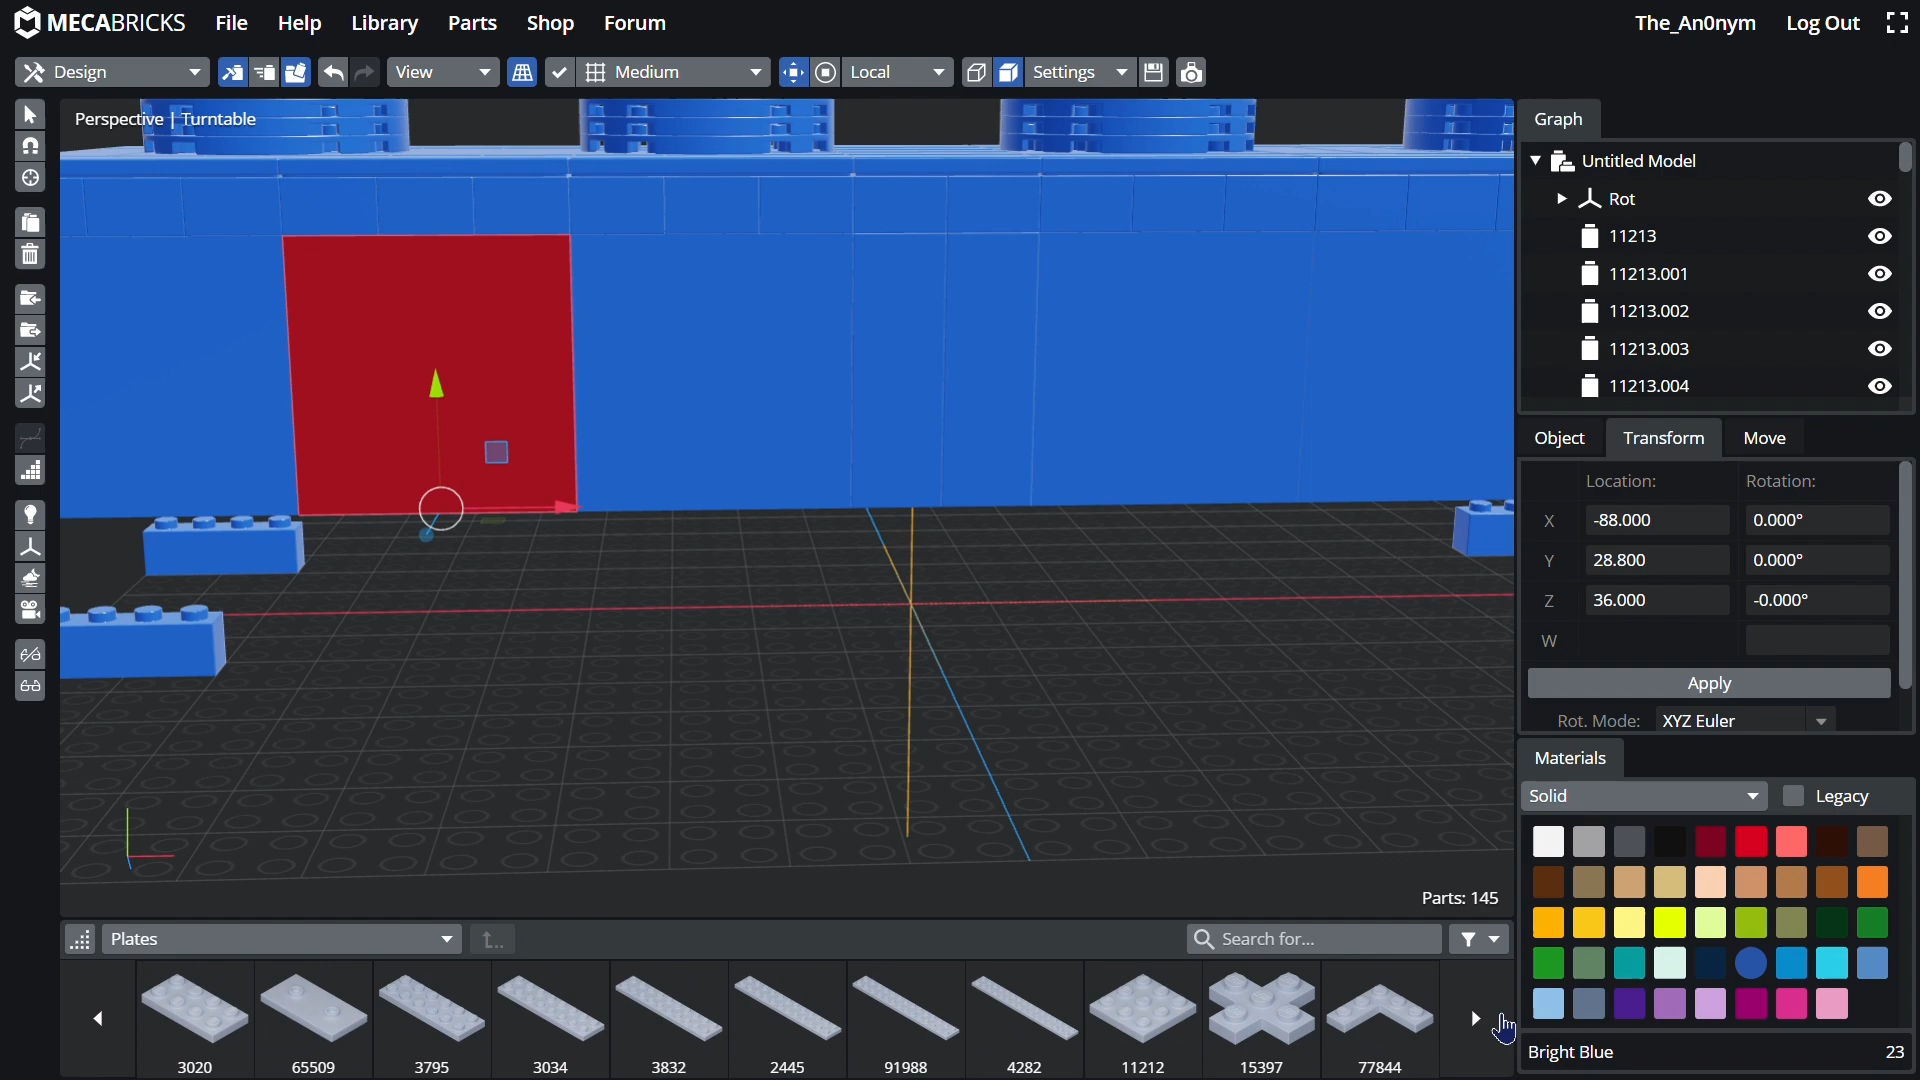 MECABRICKS File Help Library Parts Shop Forum The_An0nym Log Out
Design View Medium Local Settings
Perspective | Turntable
Graph
Untitled Model
Rot
11213
11213.001
11213.002
11213.003
11213.004
Object Transform Move
Location: Rotation:
X -88.000 0.000°
Y 28.800 0.000°
Z 36.000 -0.000°
W
Apply
Rot. Mode: XYZ Euler
Materials
Solid Legacy
Parts: 145
Plates Search for...
3020 65509 3795 3034 3832 2445 91988 4282 11212 15397 77844
Bright Blue 23